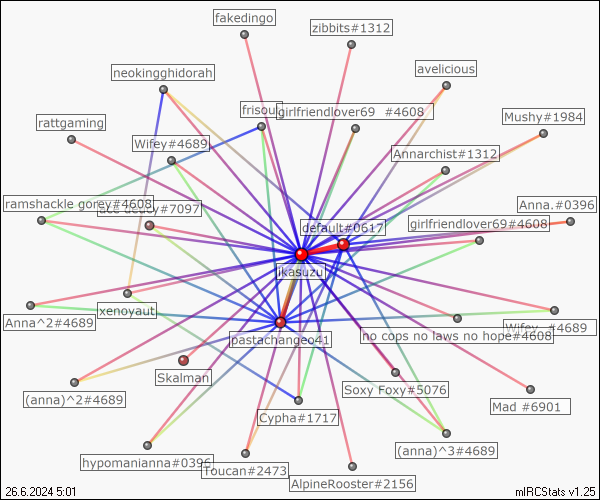 fakedingo
zibbits#1312
neokingghidorah
avelicious
frisout
girlfriendlover69 #4608
Mushy#1984
rattgaming
Wifey#4689
Annarchist#1312
ramshackle gorey#4608
ace decay#7097
Anna.#0396
default#0617
girlfriendlover69#4608
ikasuzu
Anna^2#4689
xenoyaut
pastachangeo41
no cops no laws no hope#4608
Wifey #4689
Skalman
Soxy Foxy#5076
(anna)^2#4689
Cypha#1717
Mad #6901
hypomanianna#0396
Toucan#2473
(anna)^3#4689
AlpineRooster#2156
26.6.2024 5:01
mIRCStats v1.25